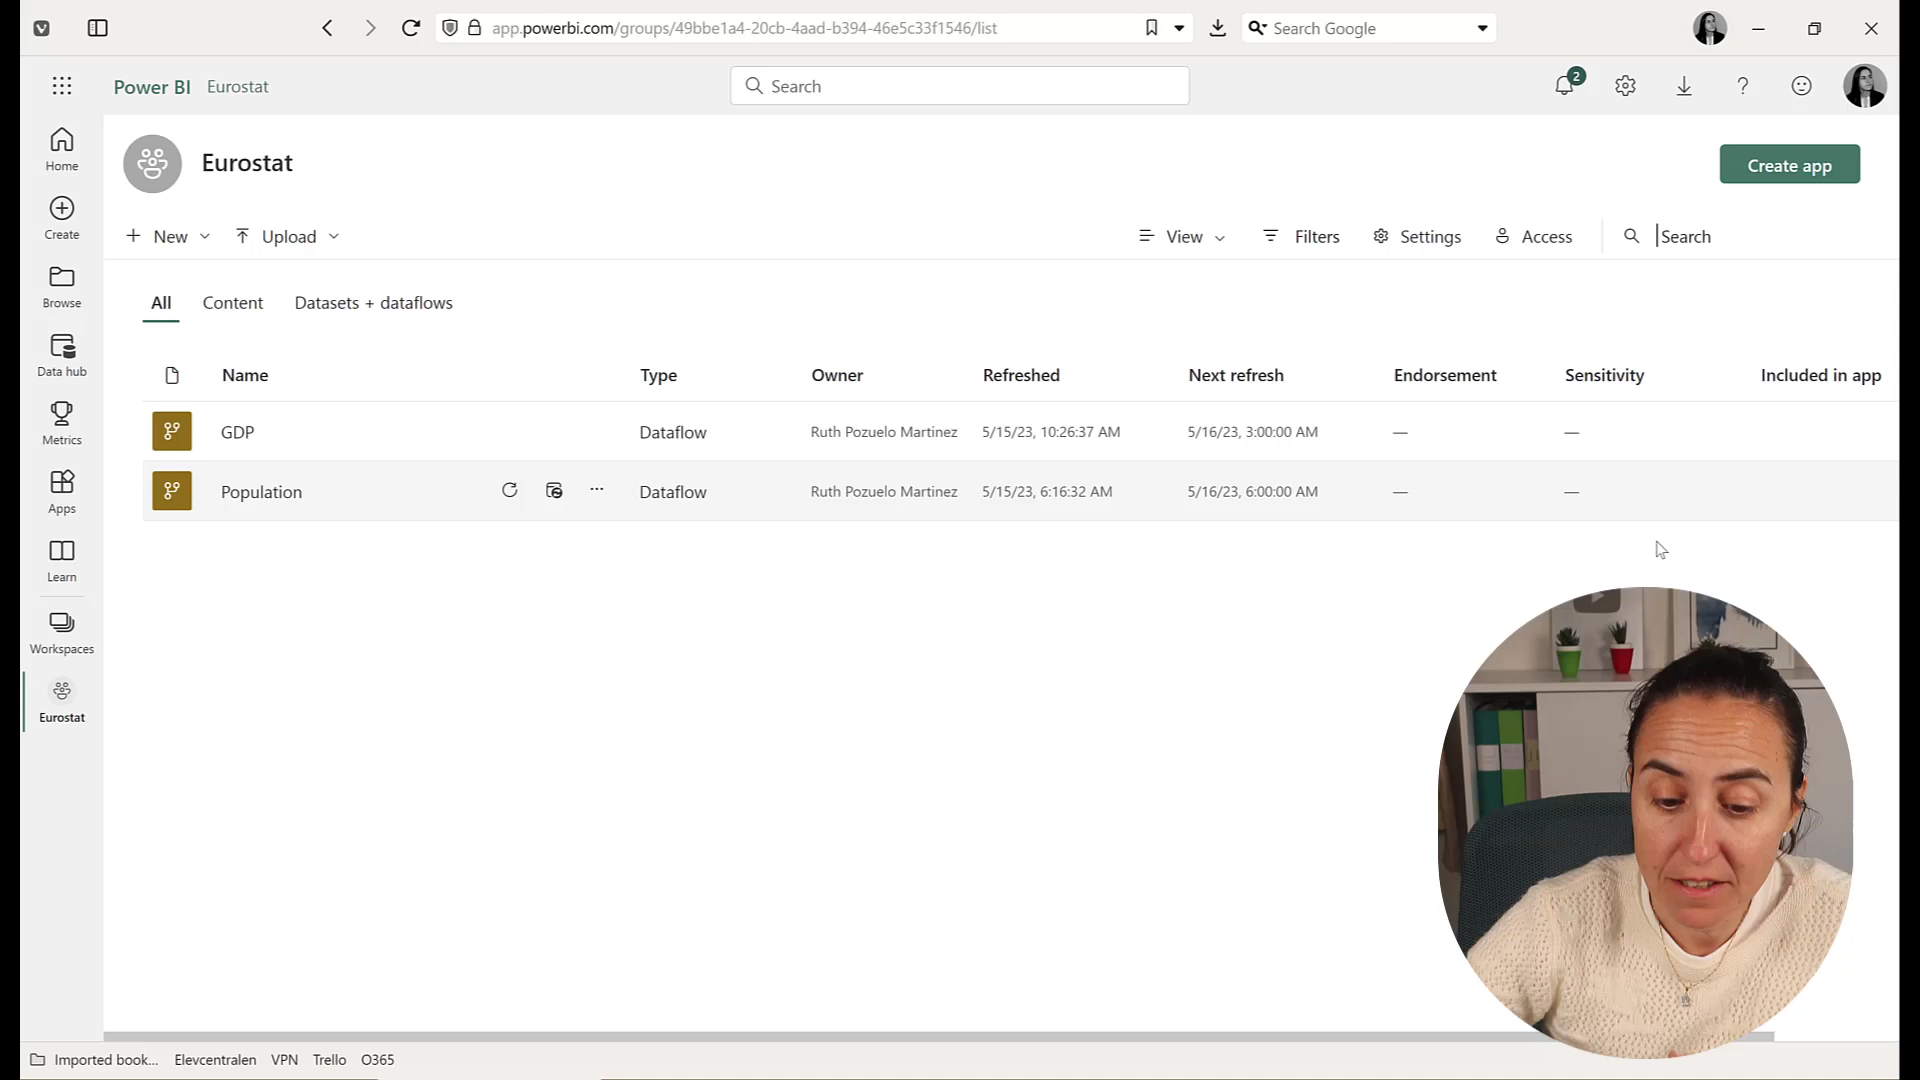 app.powerbi.com/groups/49bbe1a4-20cb-4aad-b394-46e5c33f1546/list
Search Google
Power BI Eurostat
Search
2
Home
Create
Browse
Data hub
Metrics
Apps
Learn
Workspaces
Eurostat
Eurostat
Create app
New
Upload
View
Filters
Settings
Access
Search
All Content Datasets + dataflows
Name Type Owner Refreshed Next refresh Endorsement Sensitivity Included in app
GDP Dataflow Ruth Pozuelo Martinez 5/15/23, 10:26:37 AM 5/16/23, 3:00:00 AM — —
Population Dataflow Ruth Pozuelo Martinez 5/15/23, 6:16:32 AM 5/16/23, 6:00:00 AM — —
Imported book... Elevcentralen VPN Trello O365